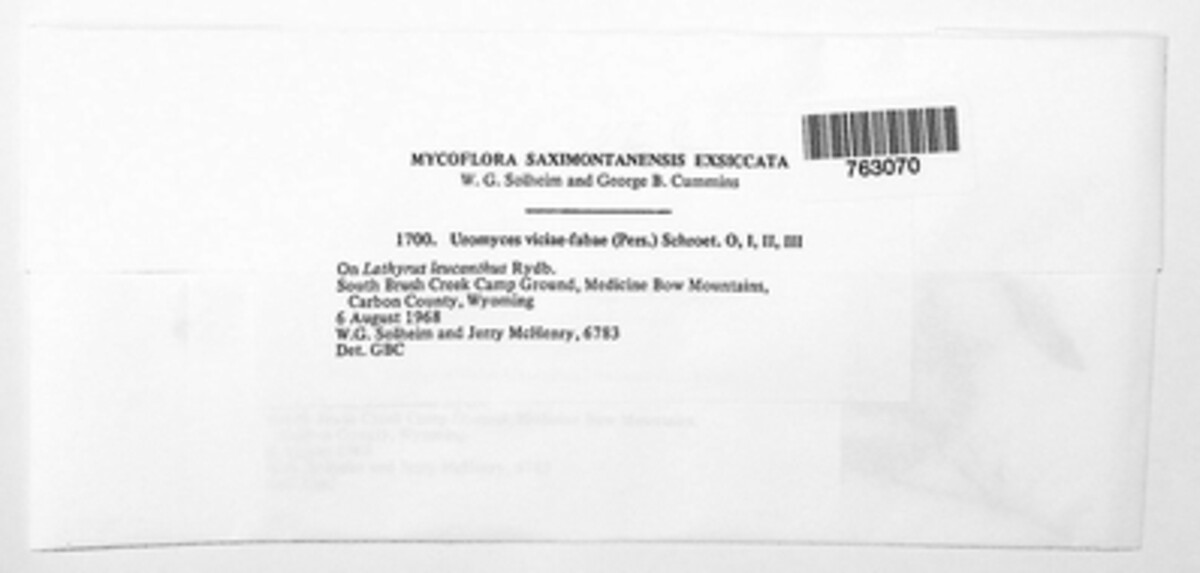 MYCOFLORA SAXIMONTANENSIS EXSICCATA
W. G. Solheim and George B. Cummins
763070
1700. Uromyces viciae-fabae (Pers.) Schroet. O, I, II, III
On Lathyrus leucanthus Rydb.
South Brush Creek Camp Ground, Medicine Bow Mountains,
Carbon County, Wyoming
6 August 1968
W.G. Solheim and Jerry McHenry, 6783
Det. GBC